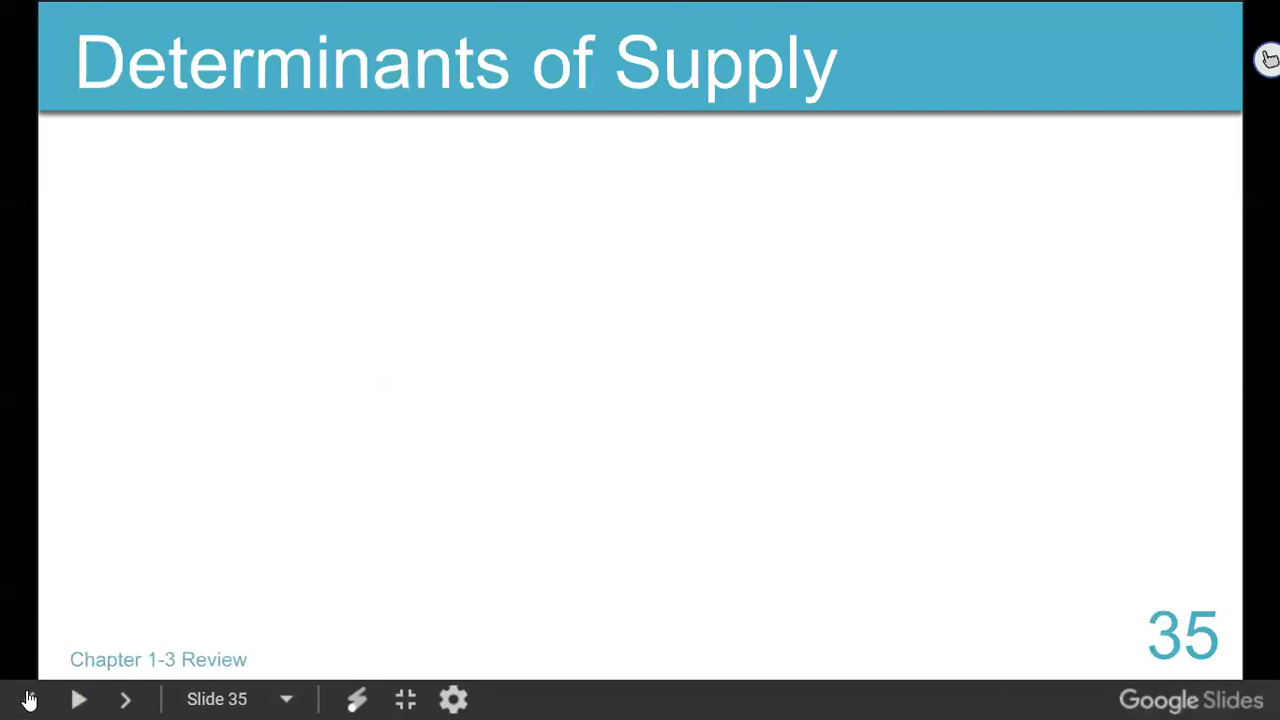 Determinants of Supply
35
Chapter 1-3 Review
Slide 35
Google Slides